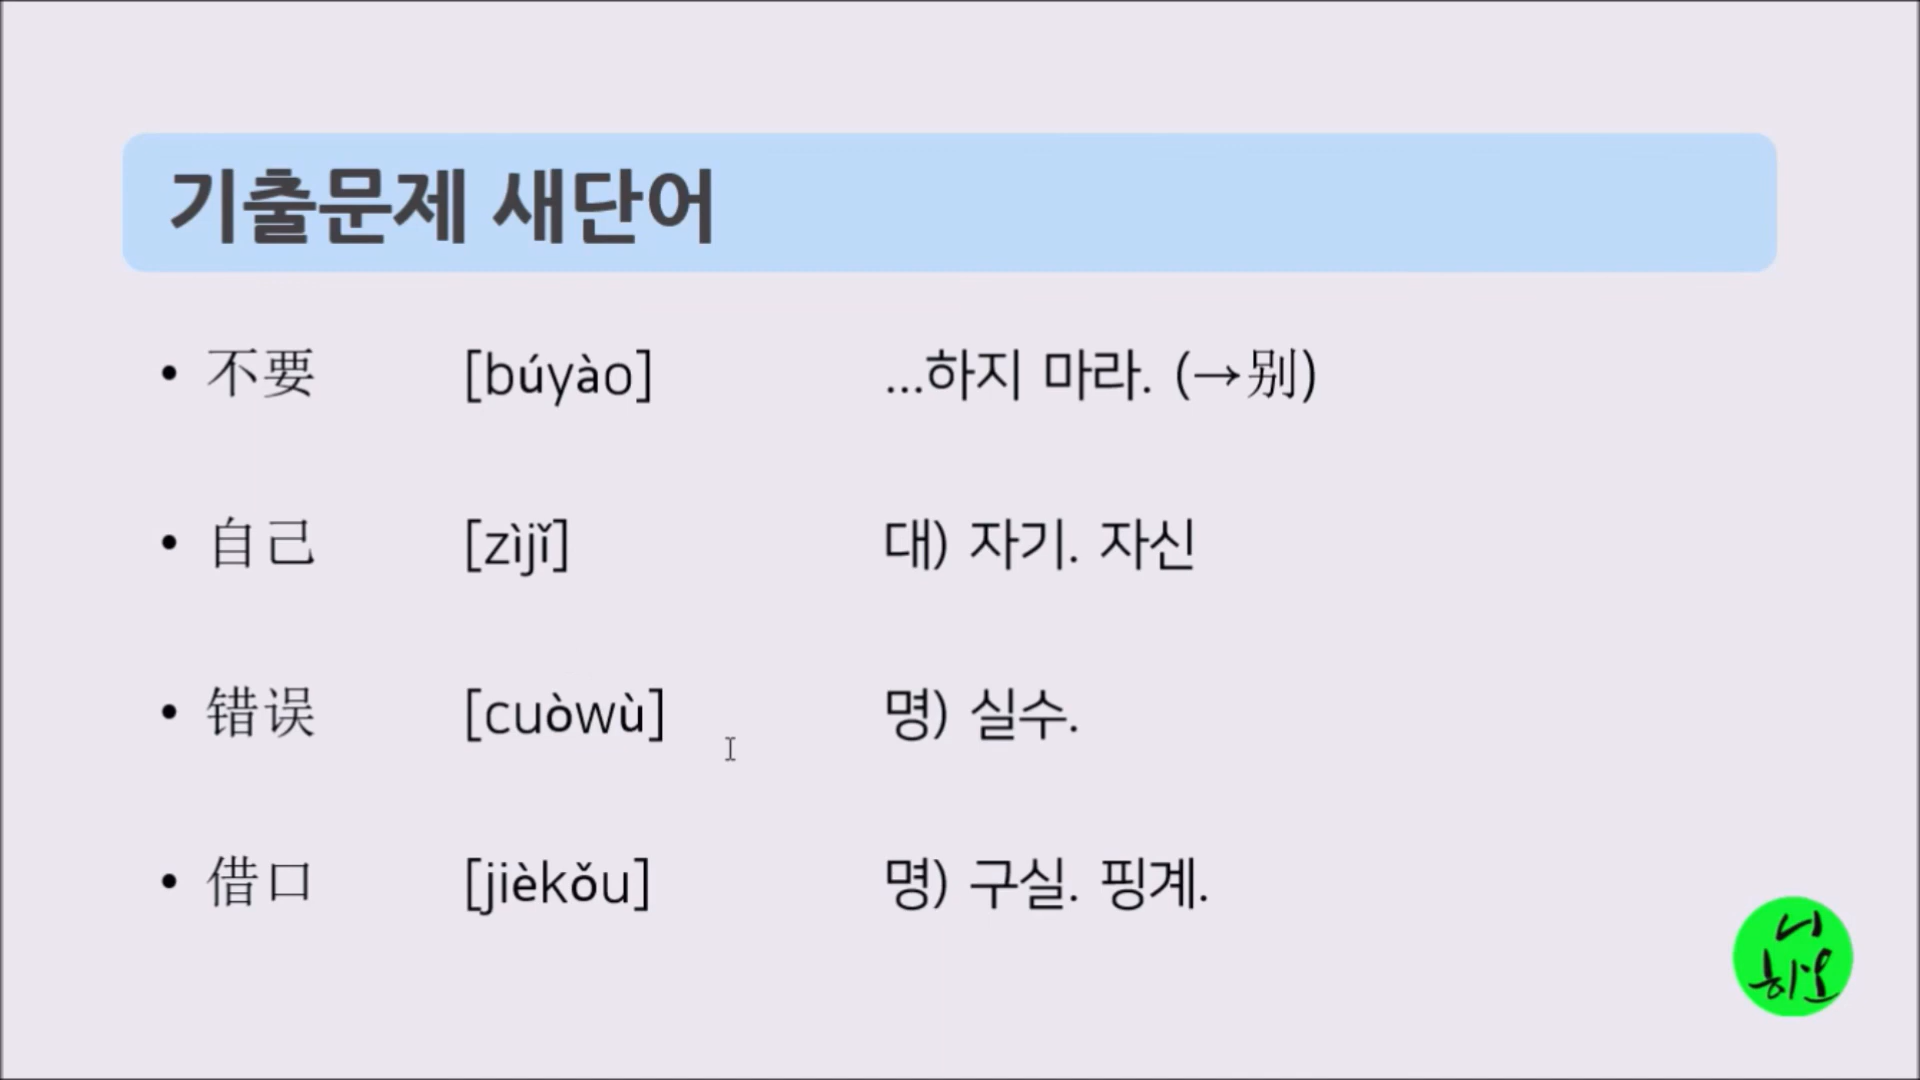 기출문제 새단어
• 不要 [búyào] ...하지 마라. (→别)
• 自己 [zìjǐ] 대) 자기. 자신
• 错误 [cuòwù] 명) 실수.
• 借口 [jièkǒu] 명) 구실. 핑계.
니
하오